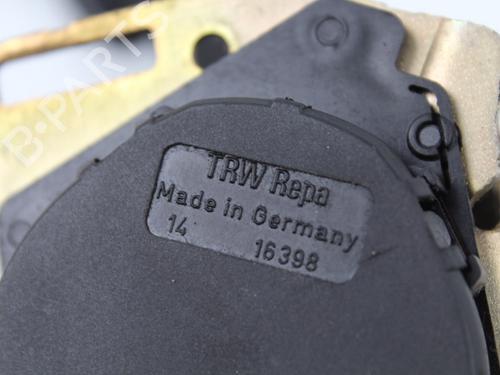 TRW Repa
Made in Germany
14 16398
B-PARTS